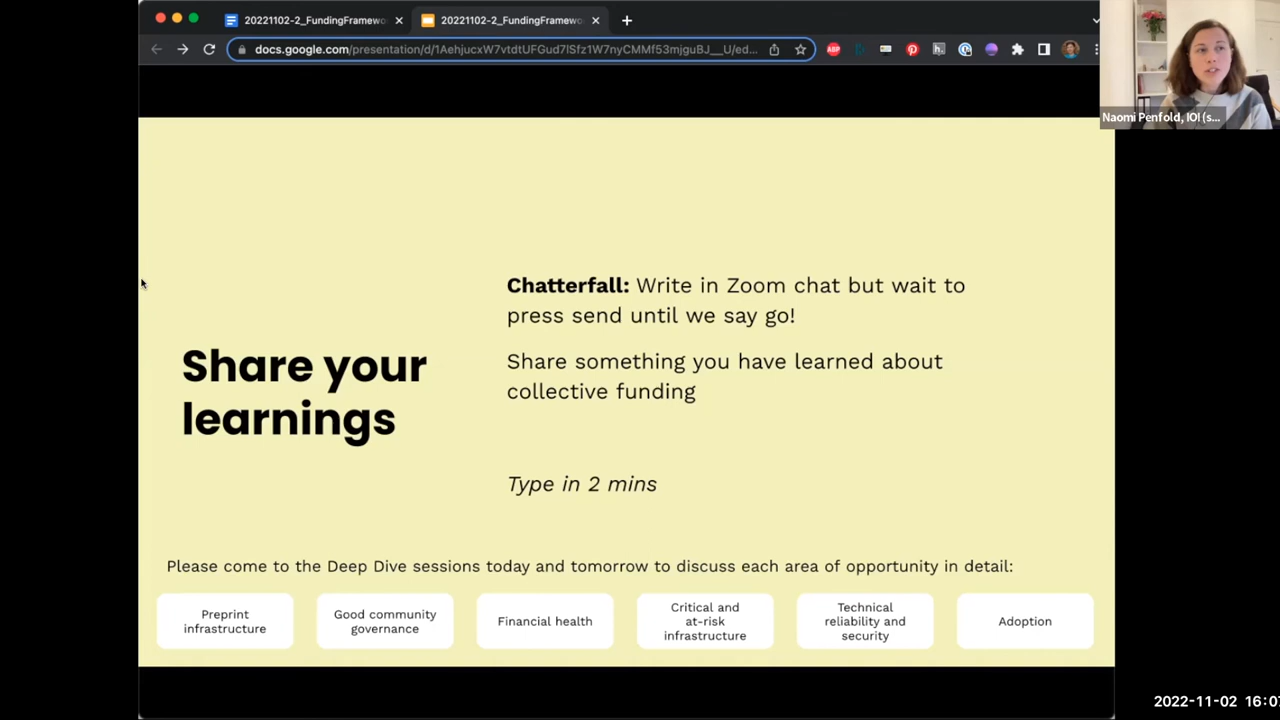 20221102-2_FundingFramewo
20221102-2_FundingFramewo
docs.google.com/presentation/d/1AehjucxW7vtdtUFGud7lSfz1W7nyCMMf53mjguBJ__U/ed...
ABP
Naomi Penfold, IOI (s...
Chatterfall: Write in Zoom chat but wait to
press send until we say go!
Share your
learnings
Share something you have learned about
collective funding
Type in 2 mins
Please come to the Deep Dive sessions today and tomorrow to discuss each area of opportunity in detail:
Preprint
infrastructure
Good community
governance
Financial health
Critical and
at-risk
infrastructure
Technical
reliability and
security
Adoption
2022-11-02 16:07